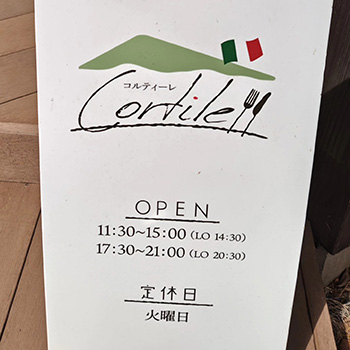 コルティーレ
Cortile
OPEN
11:30~15:00 (LO 14:30)
17:30~21:00 (LO 20:30)
定休日
火曜日